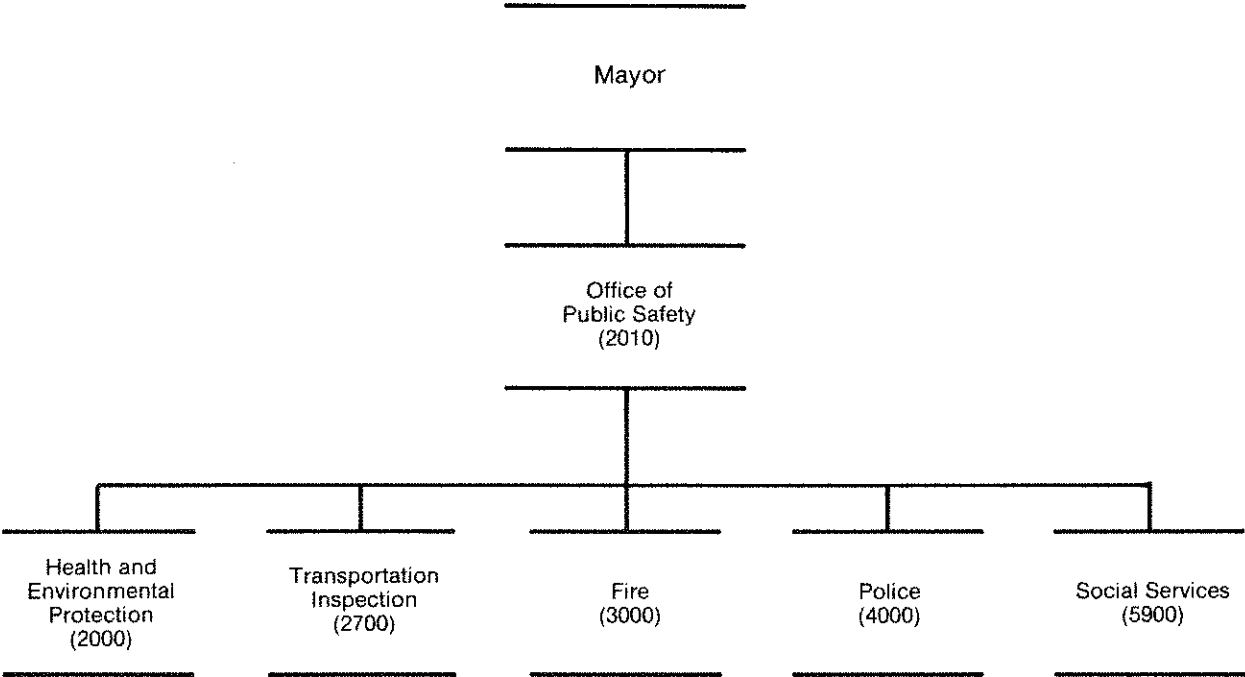 Mayor
Office of
Public Safety
(2010)
Health and
Environmental
Protection
(2000)
Transportation
Inspection
(2700)
Fire
(3000)
Police
(4000)
Social Services
(5900)